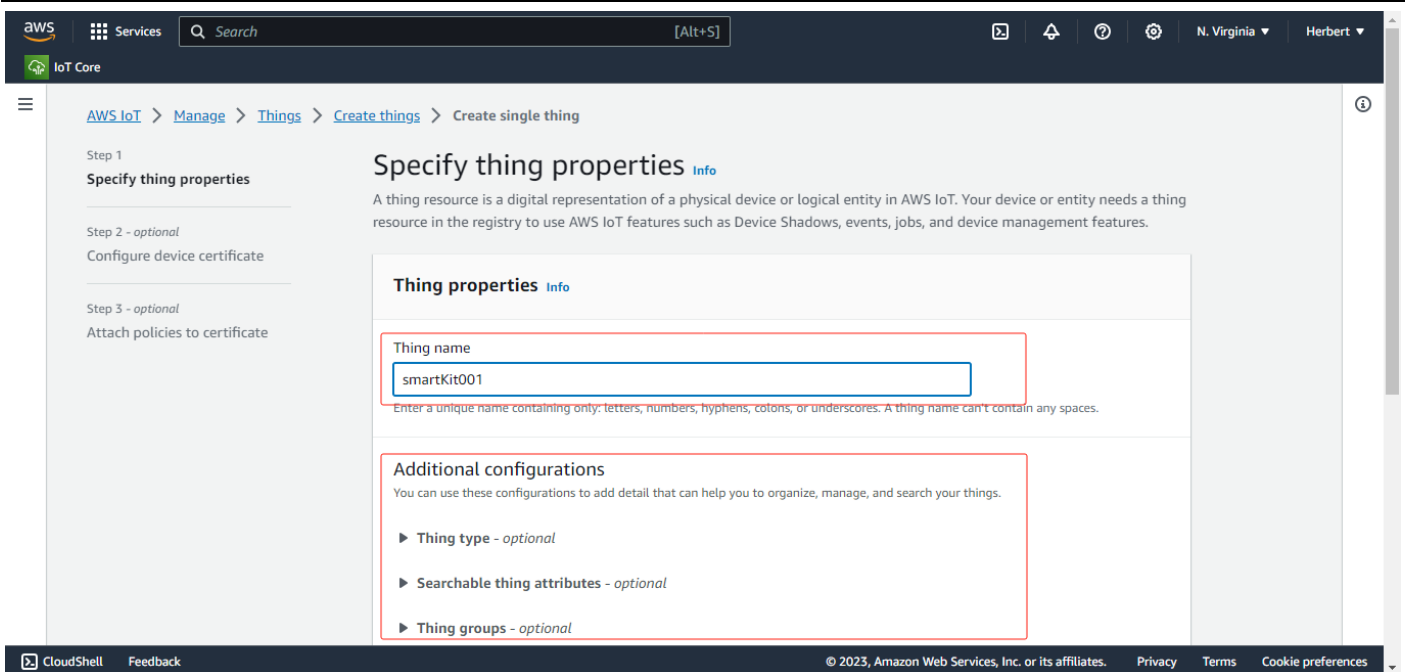 aws
Services
Search
[Alt+S]
N. Virginia
Herbert
IoT Core
AWS IoT
Manage
Things
Create things
Create single thing
Step 1
Specify thing properties
Step 2 - optional
Configure device certificate
Step 3 - optional
Attach policies to certificate
Specify thing properties Info
A thing resource is a digital representation of a physical device or logical entity in AWS IoT. Your device or entity needs a thing
resource in the registry to use AWS IoT features such as Device Shadows, events, jobs, and device management features.
Thing properties Info
Thing name
smartKit001
Enter a unique name containing only: letters, numbers, hyphens, colons, or underscores. A thing name can't contain any spaces.
Additional configurations
You can use these configurations to add detail that can help you to organize, manage, and search your things.
Thing type - optional
Searchable thing attributes - optional
Thing groups - optional
CloudShell
Feedback
© 2023, Amazon Web Services, Inc. or its affiliates.
Privacy
Terms
Cookie preferences